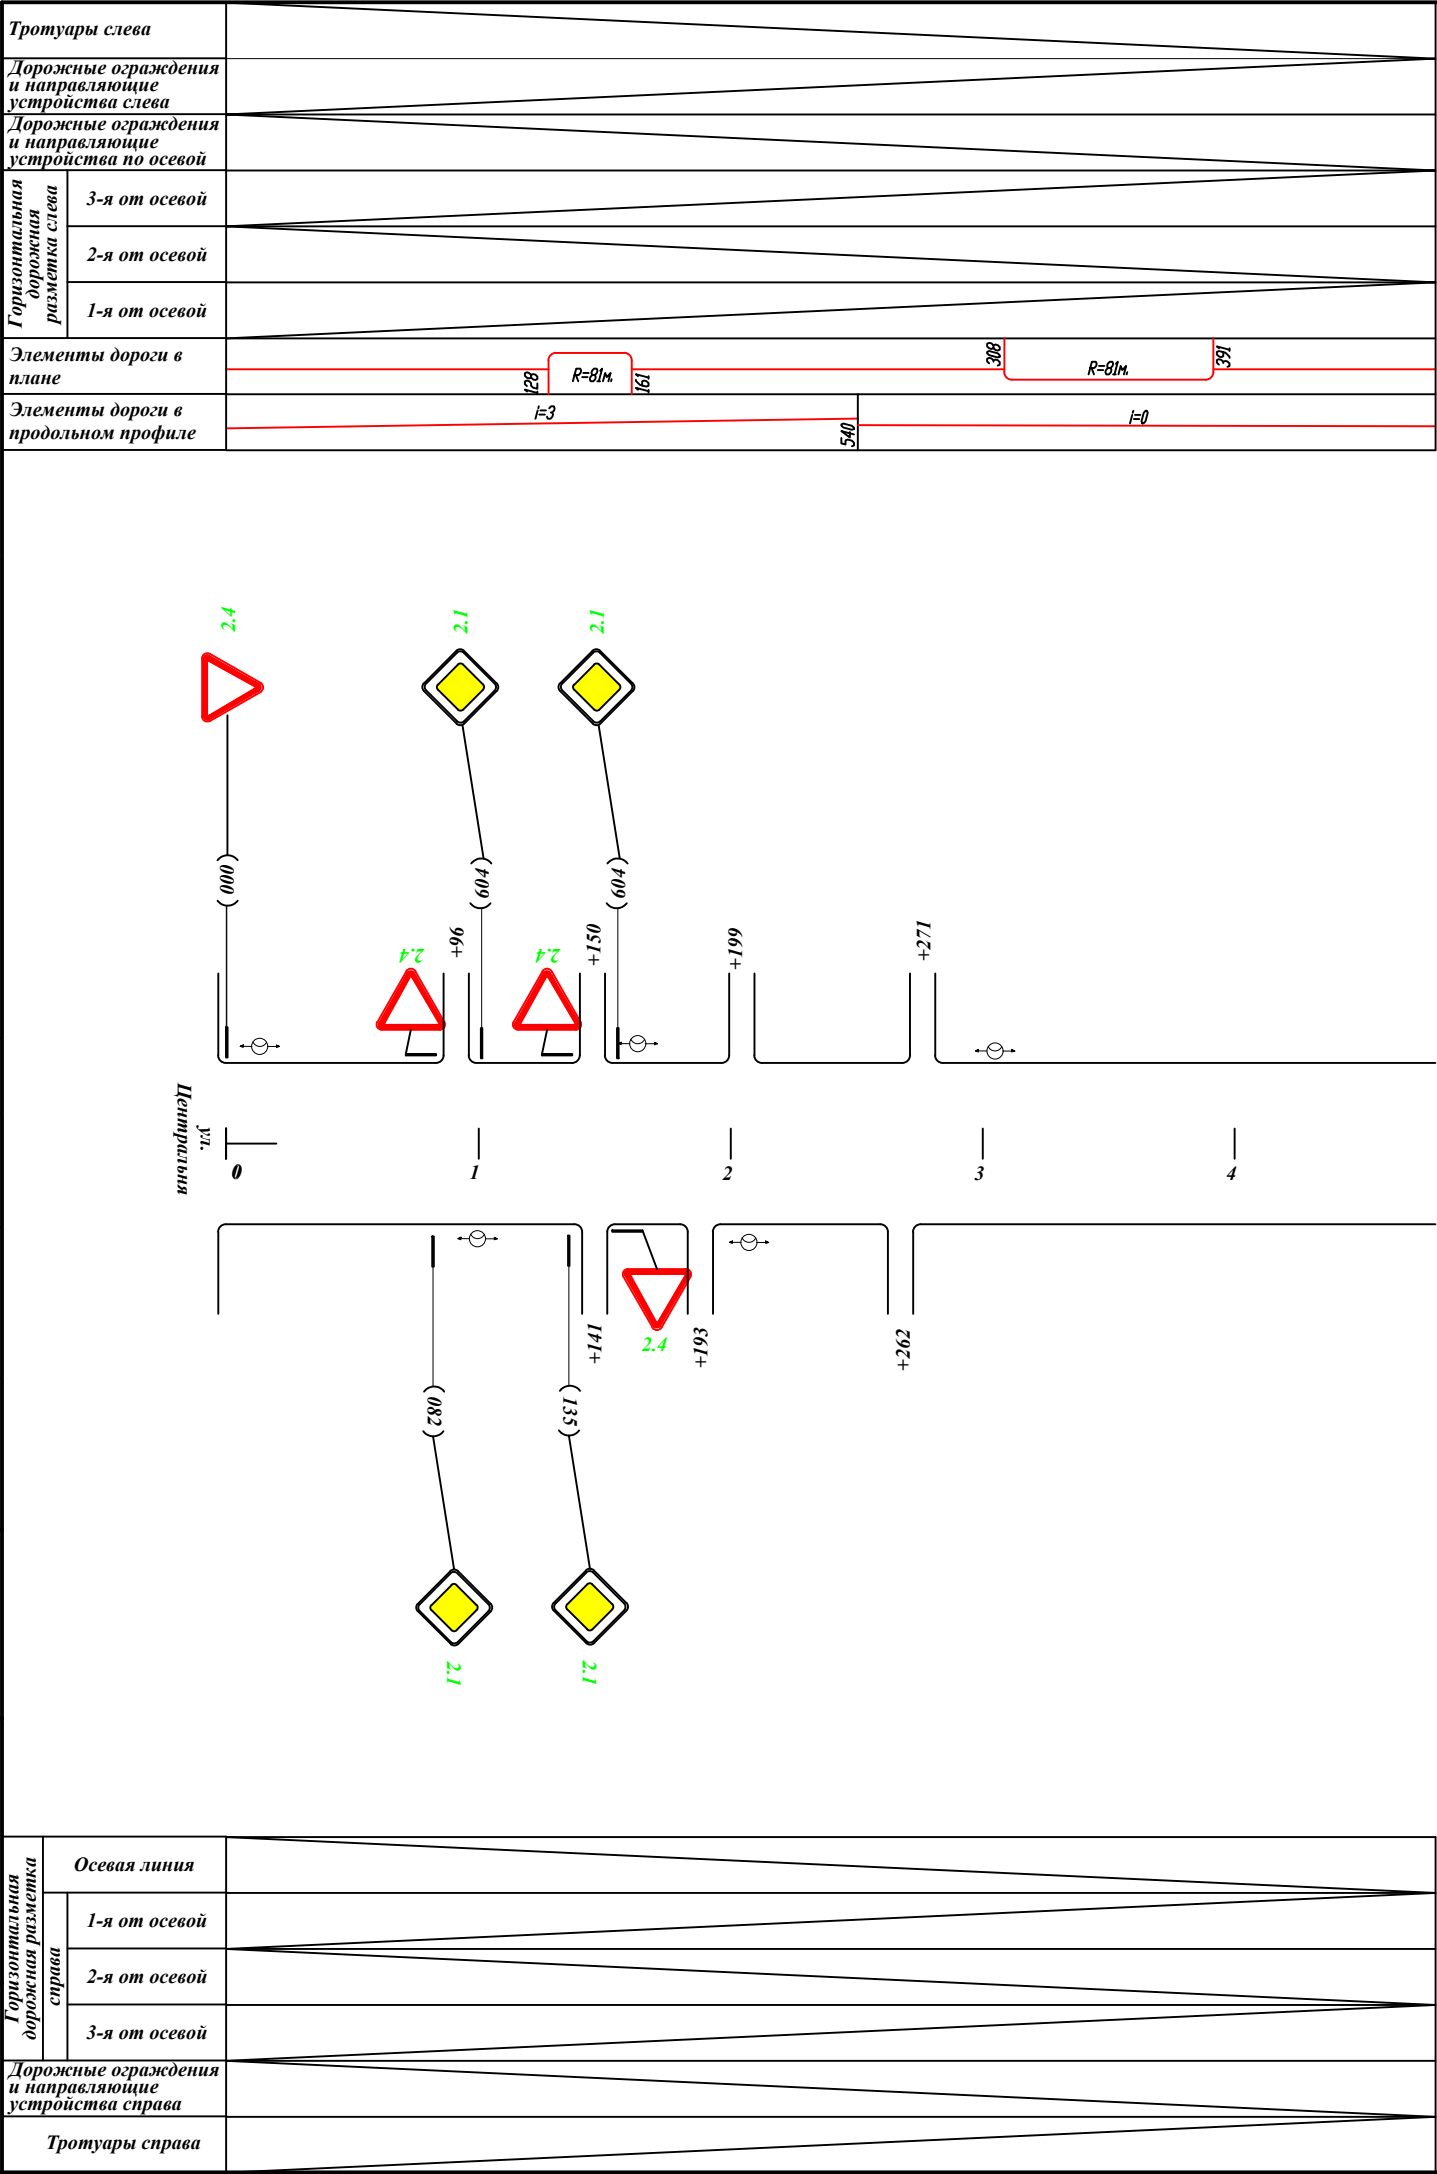 Тротуары слева
Дорожные ограждения
и направляющие
устройства слева
Дорожные ограждения
и направляющие
устройства по осевой
Горизонтальная
дорожная
разметка слева
3-я от осевой
2-я от осевой
1-я от осевой
Элементы дороги в
плане
128
R=81м.
161
308
R=81м.
391
Элементы дороги в
продольном профиле
i=3
540
i=0
2.4
2.1
2.1
(000)
(604)
(604)
2.4
+96
2.4
+150
+199
+271
ул.
Центральня
0
1
2
3
4
+141
2.4
+193
+262
(082)
(135)
2.1
2.1
Горизонтальная
дорожная разметка
справа
Осевая линия
1-я от осевой
2-я от осевой
3-я от осевой
Дорожные ограждения
и направляющие
устройства справа
Тротуары справа